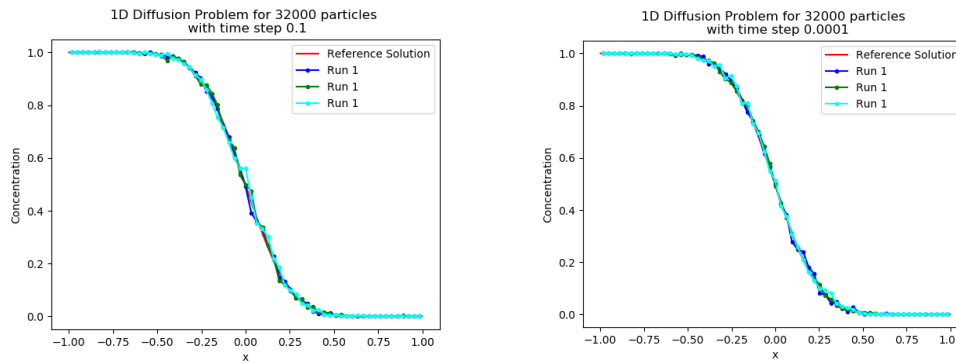 1D Diffusion Problem for 32000 particles
with time step 0.1
1.0
0.8
0.6
0.4
0.2
0.0
Concentration
Reference Solution
Run 1
Run 1
Run 1
−1.00 −0.75 −0.50 −0.25 0.00 0.25 0.50 0.75 1.00
x
1D Diffusion Problem for 32000 particles
with time step 0.0001
1.0
0.8
0.6
0.4
0.2
0.0
Concentration
Reference Solution
Run 1
Run 1
Run 1
−1.00 −0.75 −0.50 −0.25 0.00 0.25 0.50 0.75 1.00
x